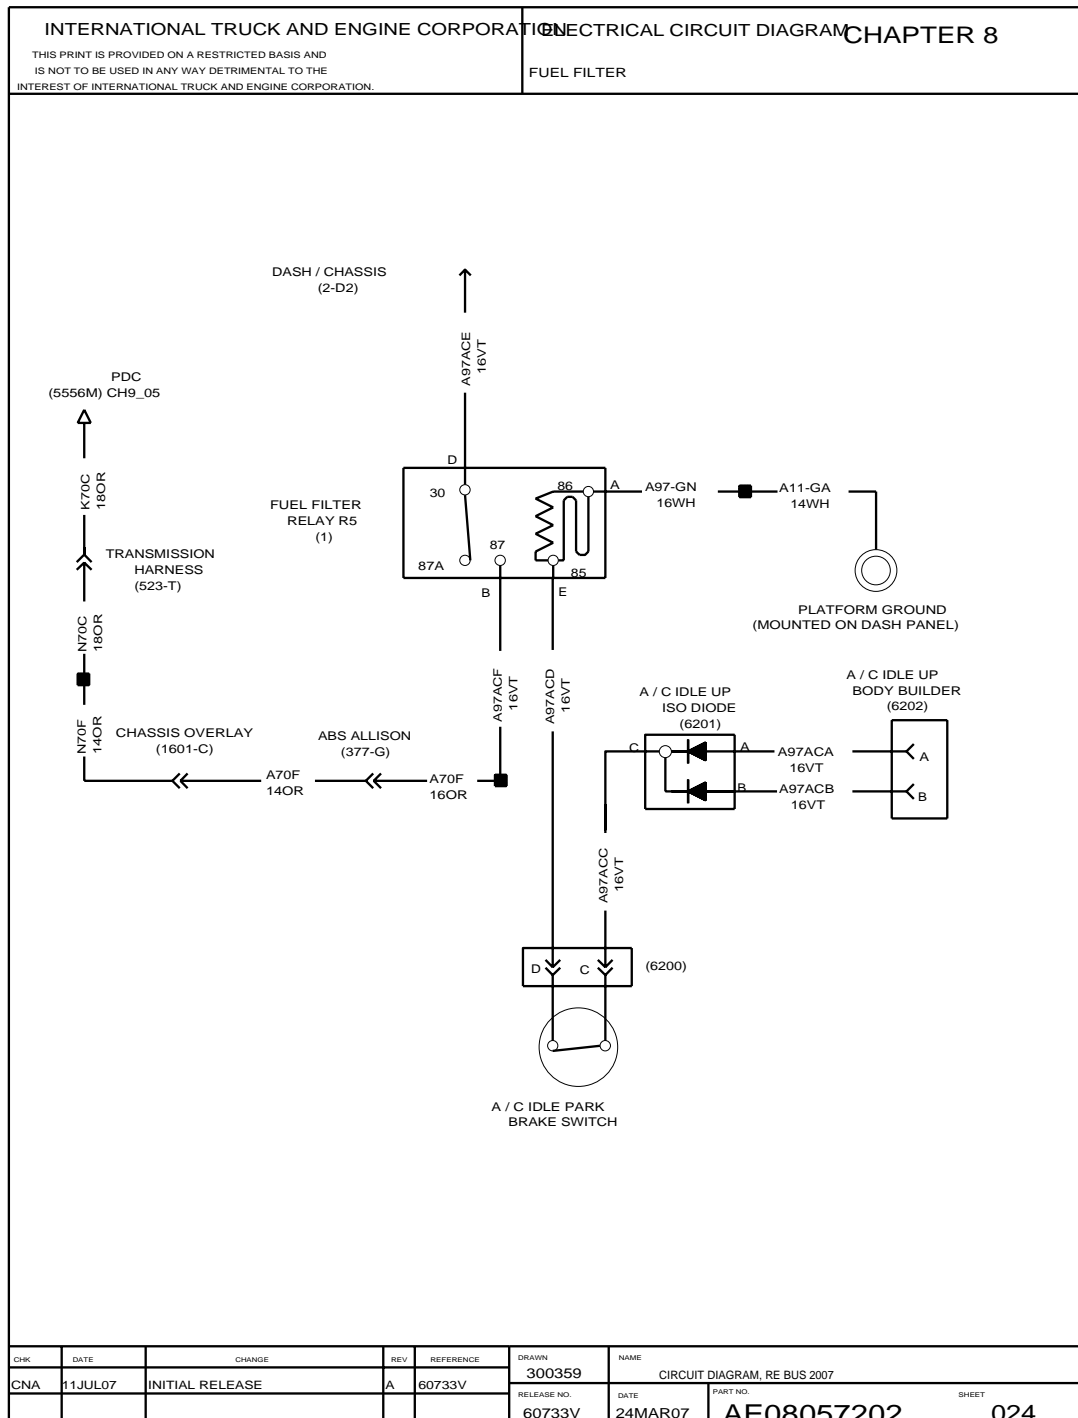 INTERNATIONAL TRUCK AND ENGINE CORPORATION
THIS PRINT IS PROVIDED ON A RESTRICTED BASIS AND
IS NOT TO BE USED IN ANY WAY DETRIMENTAL TO THE
INTEREST OF INTERNATIONAL TRUCK AND ENGINE CORPORATION.
ELECTRICAL CIRCUIT DIAGRAM
CHAPTER 8
FUEL FILTER
DASH / CHASSIS
(2-D2)
A97ACE
16VT
PDC
(5556M) CH9_05
K70C
18OR
D
30
FUEL FILTER
RELAY R5
(1)
87A
87
86
85
A
B
E
A97-GN
16WH
A11-GA
14WH
TRANSMISSION
HARNESS
(523-T)
PLATFORM GROUND
(MOUNTED ON DASH PANEL)
N70C
18OR
N70F
14OR
CHASSIS OVERLAY
(1601-C)
ABS ALLISON
(377-G)
A70F
14OR
A70F
16OR
A97ACF
16VT
A97ACD
16VT
A / C IDLE UP
ISO DIODE
(6201)
C
A
B
A97ACA
16VT
A97ACB
16VT
A / C IDLE UP
BODY BUILDER
(6202)
A
B
A97ACC
16VT
D
C
(6200)
A / C IDLE PARK
BRAKE SWITCH
CHK
DATE
CHANGE
REV
REFERENCE
CNA
11JUL07
INITIAL RELEASE
A
60733V
DRAWN
300359
NAME
CIRCUIT DIAGRAM, RE BUS 2007
RELEASE NO.
60733V
DATE
24MAR07
PART NO.
AE08057202
SHEET
024